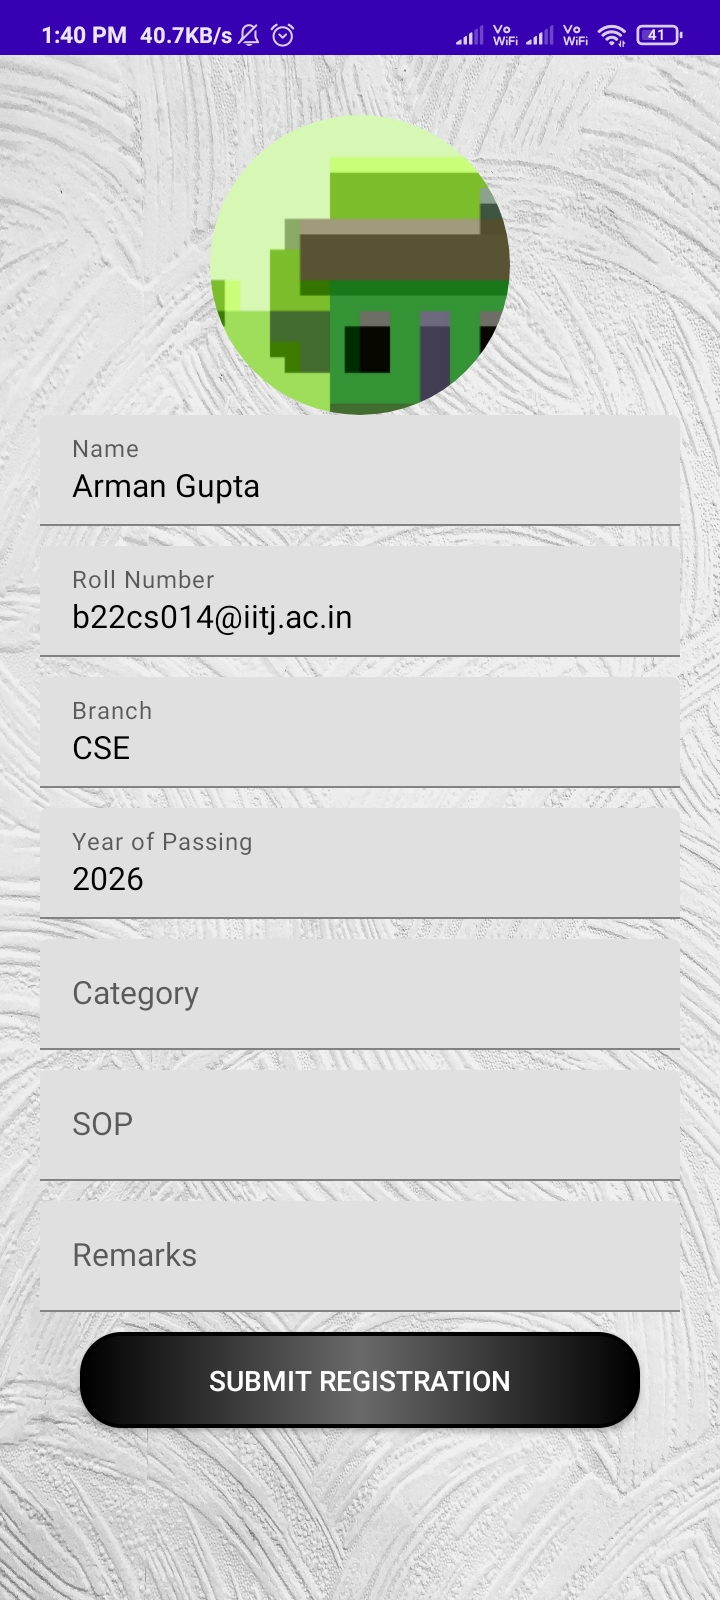 1:40 PM 40.7KB/s Vo WiFi Vo WiFi 41
Name
Arman Gupta
Roll Number
b22cs014@iitj.ac.in
Branch
CSE
Year of Passing
2026
Category
SOP
Remarks
SUBMIT REGISTRATION